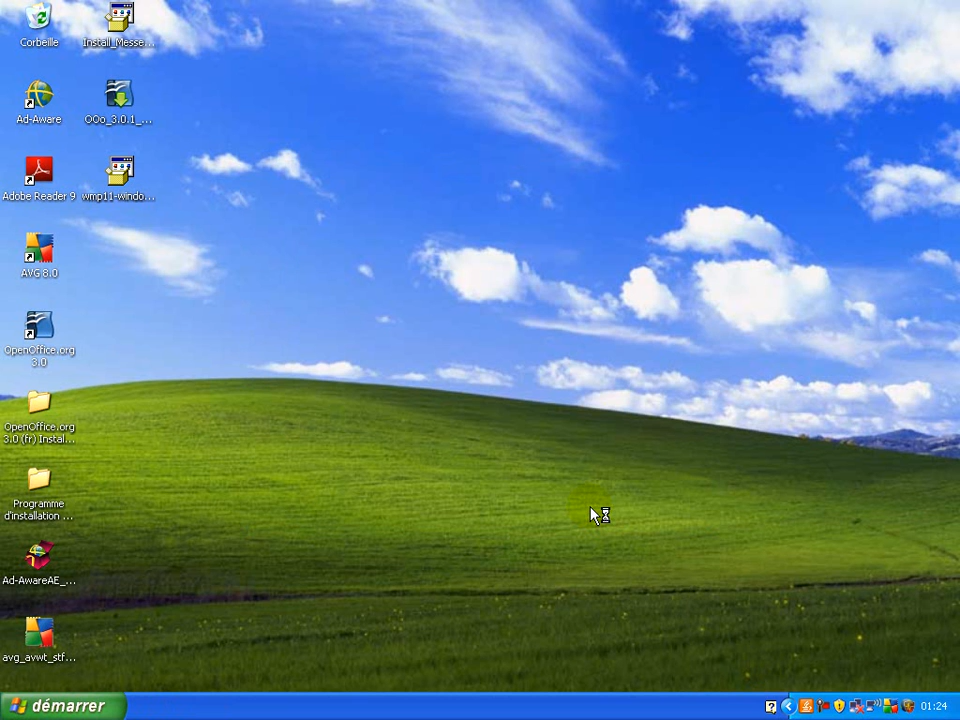 Corbeille
Install_Messe...
Ad-Aware
OOo_3.0.1_...
Adobe Reader 9
wmp11-windo...
AVG 8.0
OpenOffice.org
3.0
OpenOffice.org
3.0 (fr) Instal...
Programme
d'installation ...
Ad-AwareAE_...
avg_avwt_stf...
démarrer
01:24